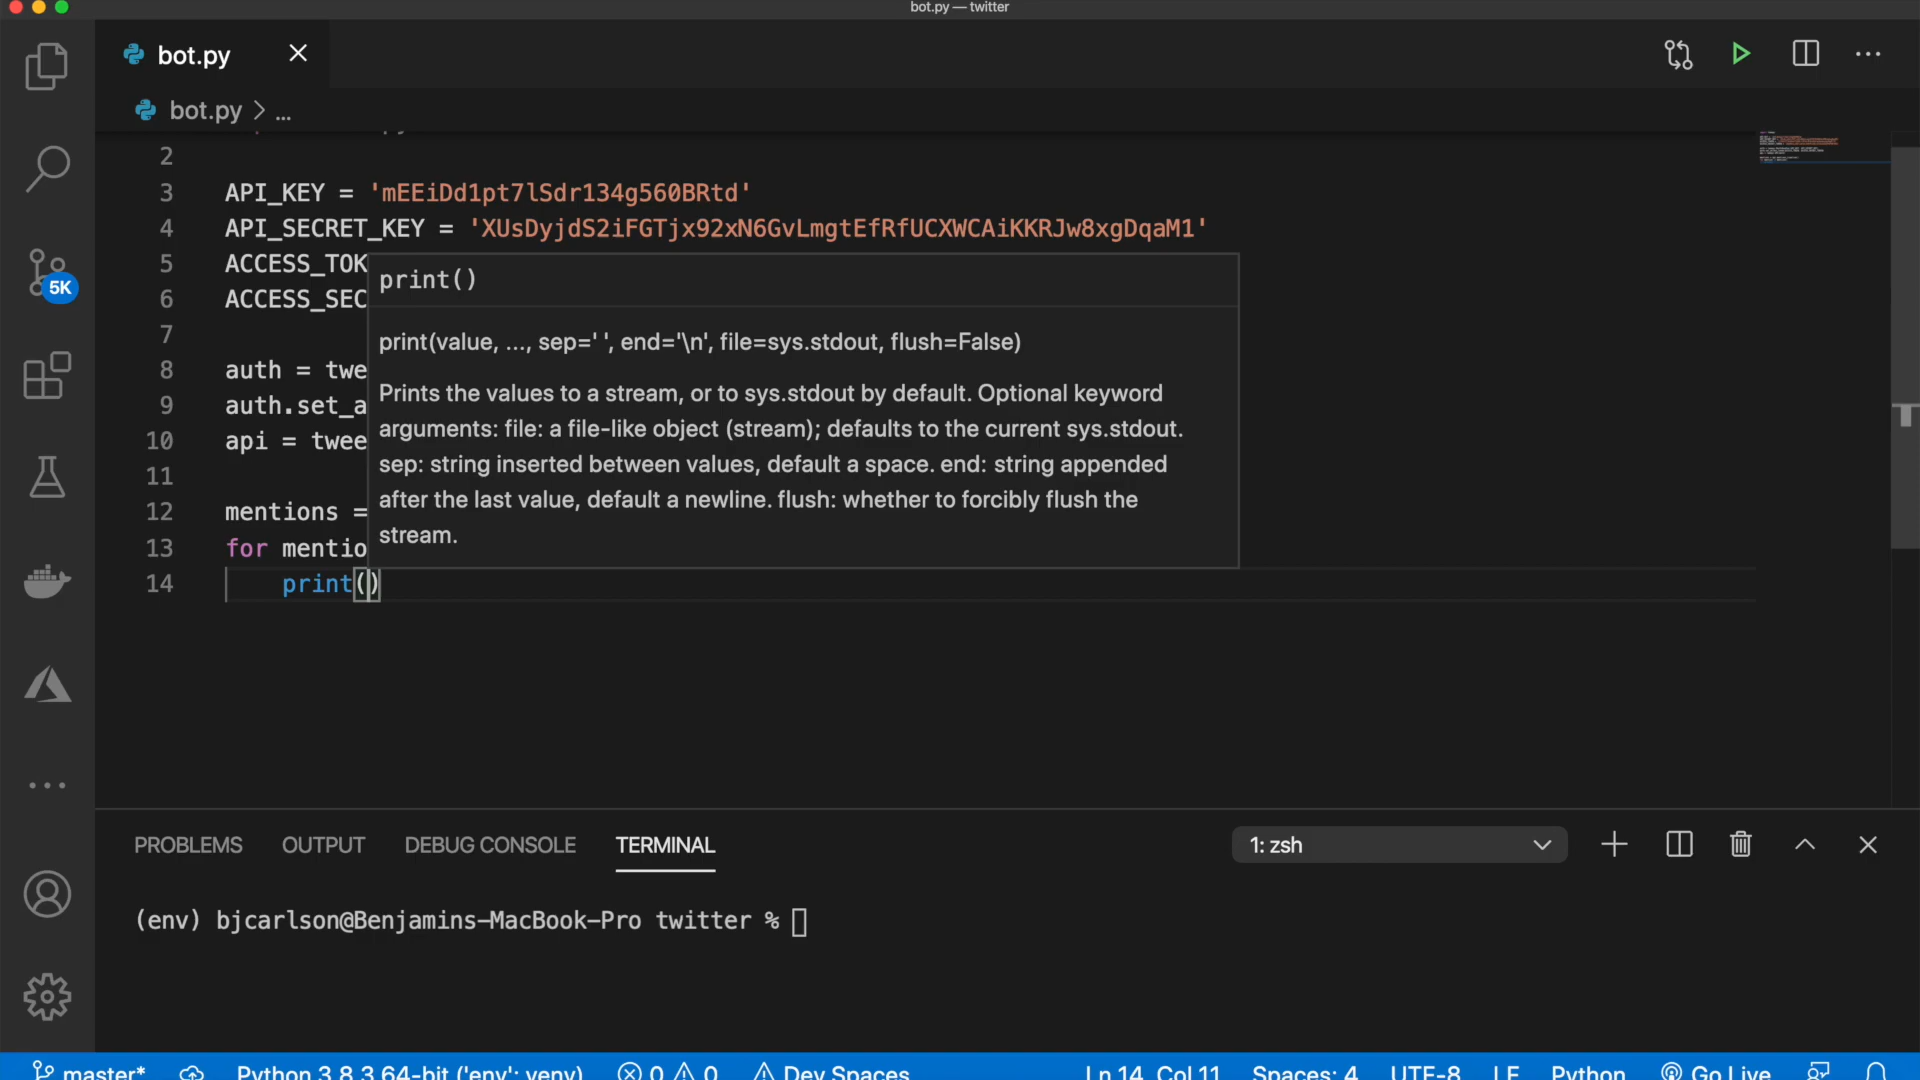 bot.py — twitter
bot.py
bot.py > ...
2
3 API_KEY = 'mEEiDd1pt7lSdr134g560BRtd'
4 API_SECRET_KEY = 'XUsDyjdS2iFGTjx92xN6GvLmgtEfRfUCXWCAiKKRJw8xgDqaM1'
5 ACCESS_TOK
6 ACCESS_SEC
7
8 auth = twe
9 auth.set_a
10 api = twee
11
12 mentions =
13 for mentio
14 print()
print()
print(value, ..., sep=' ', end='\n', file=sys.stdout, flush=False)
Prints the values to a stream, or to sys.stdout by default. Optional keyword
arguments: file: a file-like object (stream); defaults to the current sys.stdout.
sep: string inserted between values, default a space. end: string appended
after the last value, default a newline. flush: whether to forcibly flush the
stream.
5K
PROBLEMS OUTPUT DEBUG CONSOLE TERMINAL 1: zsh
(env) bjcarlson@Benjamins-MacBook-Pro twitter %
master* Python 3.8.3 64-bit ('env': venv) 0 0 Dev Spaces Ln 14, Col 11 Spaces: 4 UTF-8 LF Python Go Live